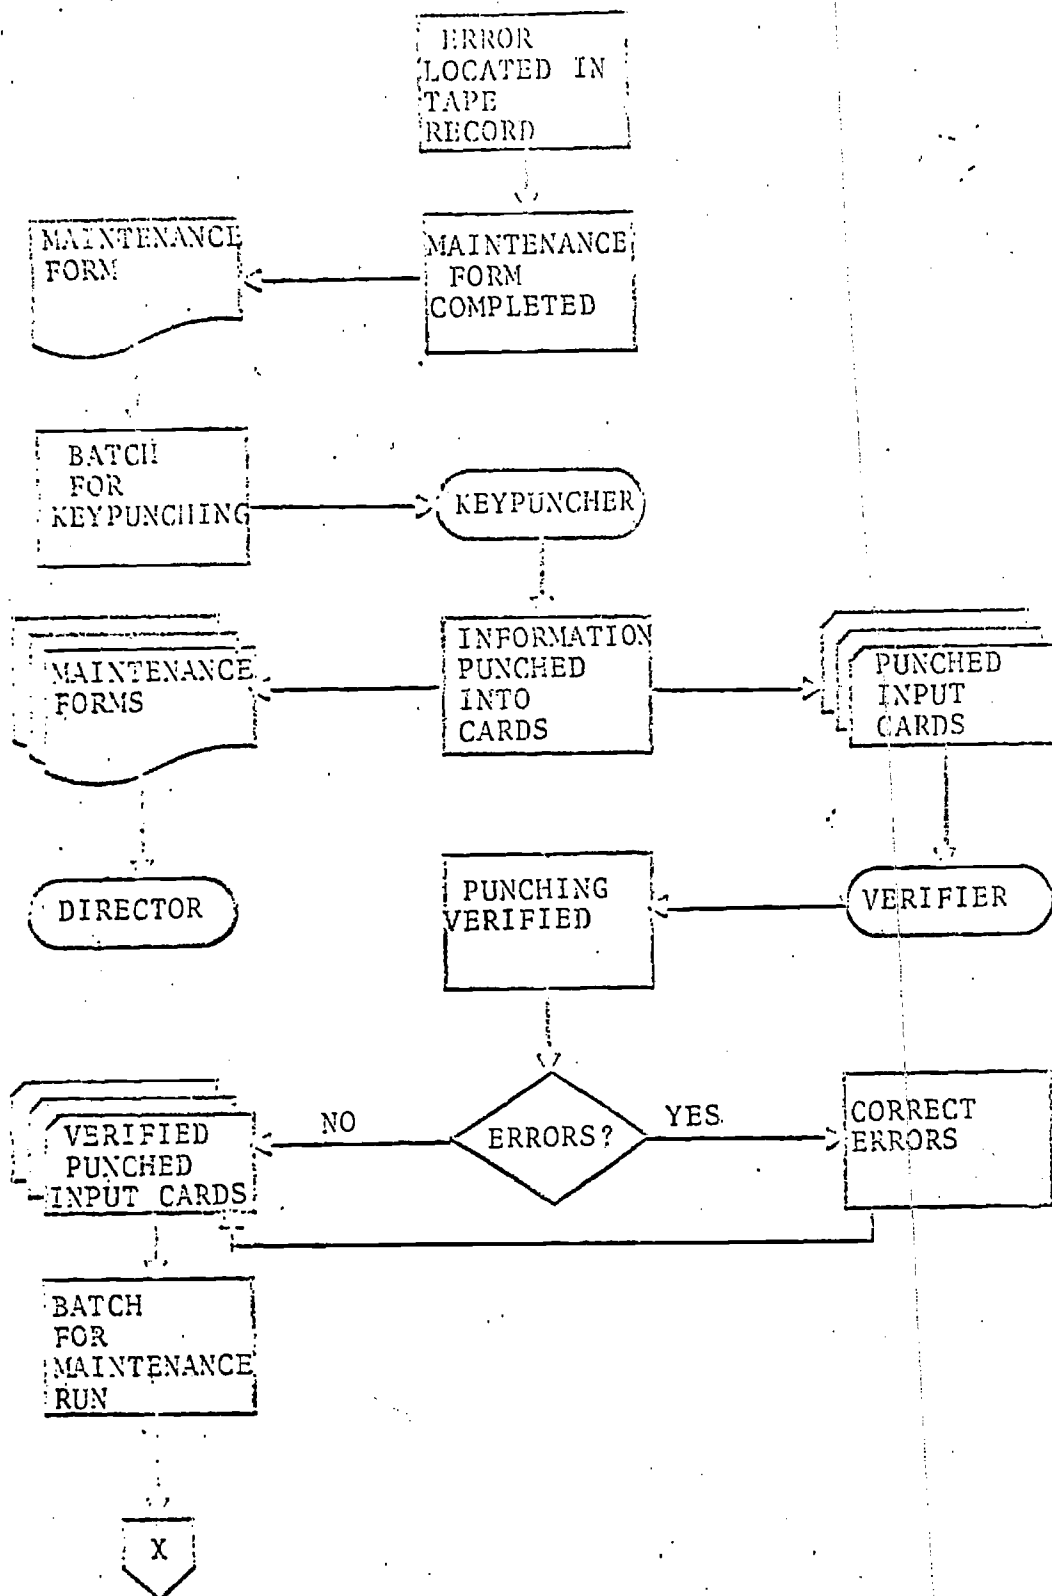 ERROR
LOCATED IN
TAPE
RECORD
MAINTENANCE
FORM
MAINTENANCE
FORM
COMPLETED
BATCH
FOR
KEYPUNCHING
KEYPUNCHER
MAINTENANCE
FORMS
INFORMATION
PUNCHED
INTO
CARDS
PUNCHED
INPUT
CARDS
DIRECTOR
PUNCHING
VERIFIED
VERIFIER
VERIFIED
PUNCHED
INPUT CARDS
NO
ERRORS?
YES
CORRECT
ERRORS
BATCH
FOR
MAINTENANCE
RUN
X